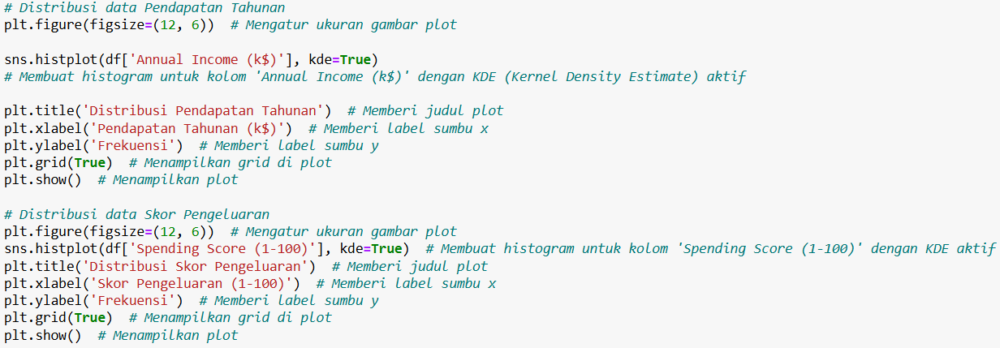 # Distribusi data Pendapatan Tahunan
plt.figure(figsize=(12, 6))  # Mengatur ukuran gambar plot
sns.histplot(df['Annual Income (k$)'], kde=True)
# Membuat histogram untuk kolom 'Annual Income (k$)' dengan KDE (Kernel Density Estimate) aktif
plt.title('Distribusi Pendapatan Tahunan')  # Memberi judul plot
plt.xlabel('Pendapatan Tahunan (k$)')  # Memberi label sumbu x
plt.ylabel('Frekuensi')  # Memberi label sumbu y
plt.grid(True)  # Menampilkan grid di plot
plt.show()  # Menampilkan plot
# Distribusi data Skor Pengeluaran
plt.figure(figsize=(12, 6))  # Mengatur ukuran gambar plot
sns.histplot(df['Spending Score (1-100)'], kde=True)  # Membuat histogram untuk kolom 'Spending Score (1-100)' dengan KDE aktif
plt.title('Distribusi Skor Pengeluaran')  # Memberi judul plot
plt.xlabel('Skor Pengeluaran (1-100)')  # Memberi label sumbu x
plt.ylabel('Frekuensi')  # Memberi label sumbu y
plt.grid(True)  # Menampilkan grid di plot
plt.show()  # Menampilkan plot